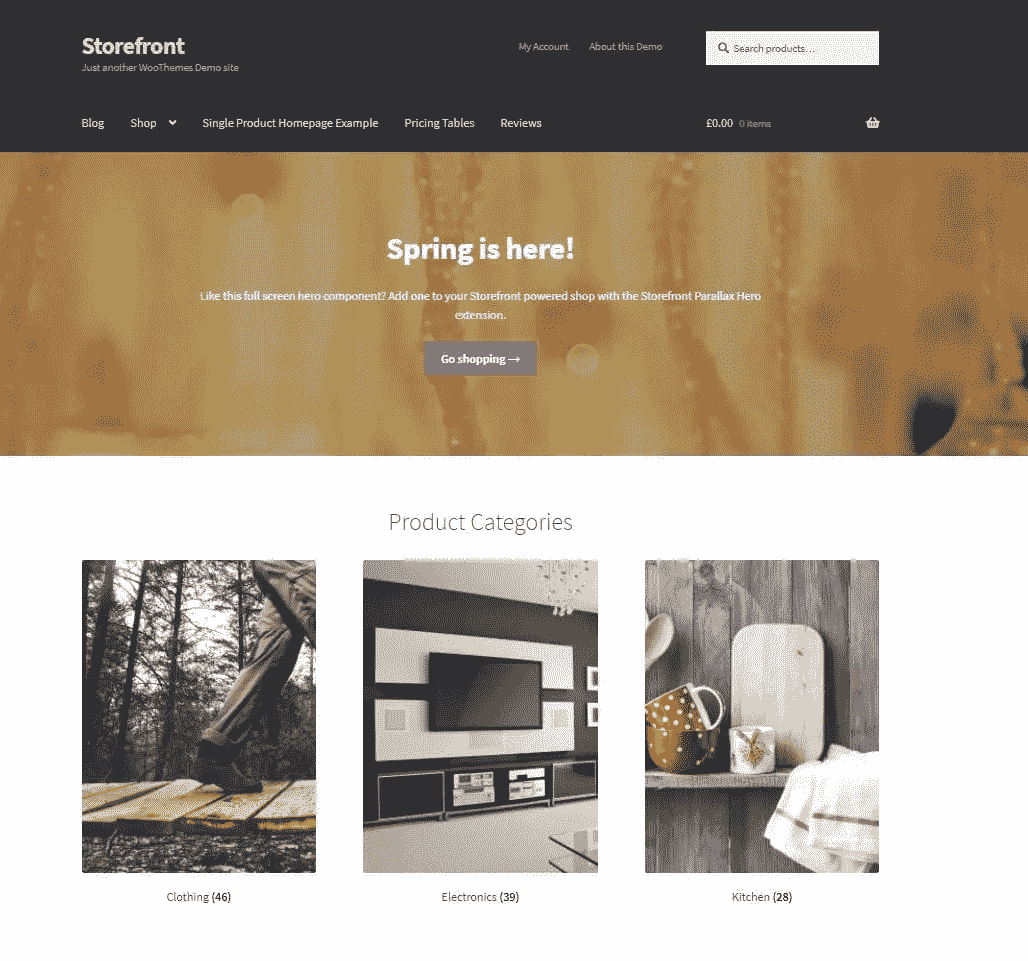 Storefront
Just another WooThemes Demo site
My Account About this Demo
Search products…
Blog Shop Single Product Homepage Example Pricing Tables Reviews
£0.00 0 items
Spring is here!
Like this full screen hero component? Add one to your Storefront powered shop with the Storefront Parallax Hero
extension.
Go shopping →
Product Categories
Clothing (46)
Electronics (39)
Kitchen (28)